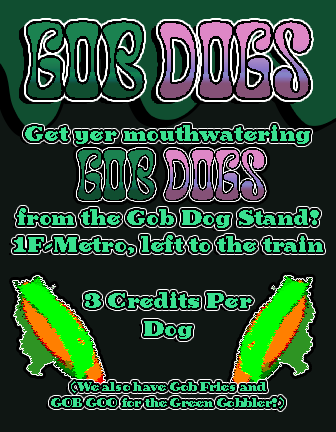 GOB DOGS
Get yer mouthwatering
GOB DOGS
from the Gob Dog Stand!
1F-Metro, left to the train
3 Credits Per
Dog
(We also have Gob Fries and
GOB GOO for the Green Gobbler!)